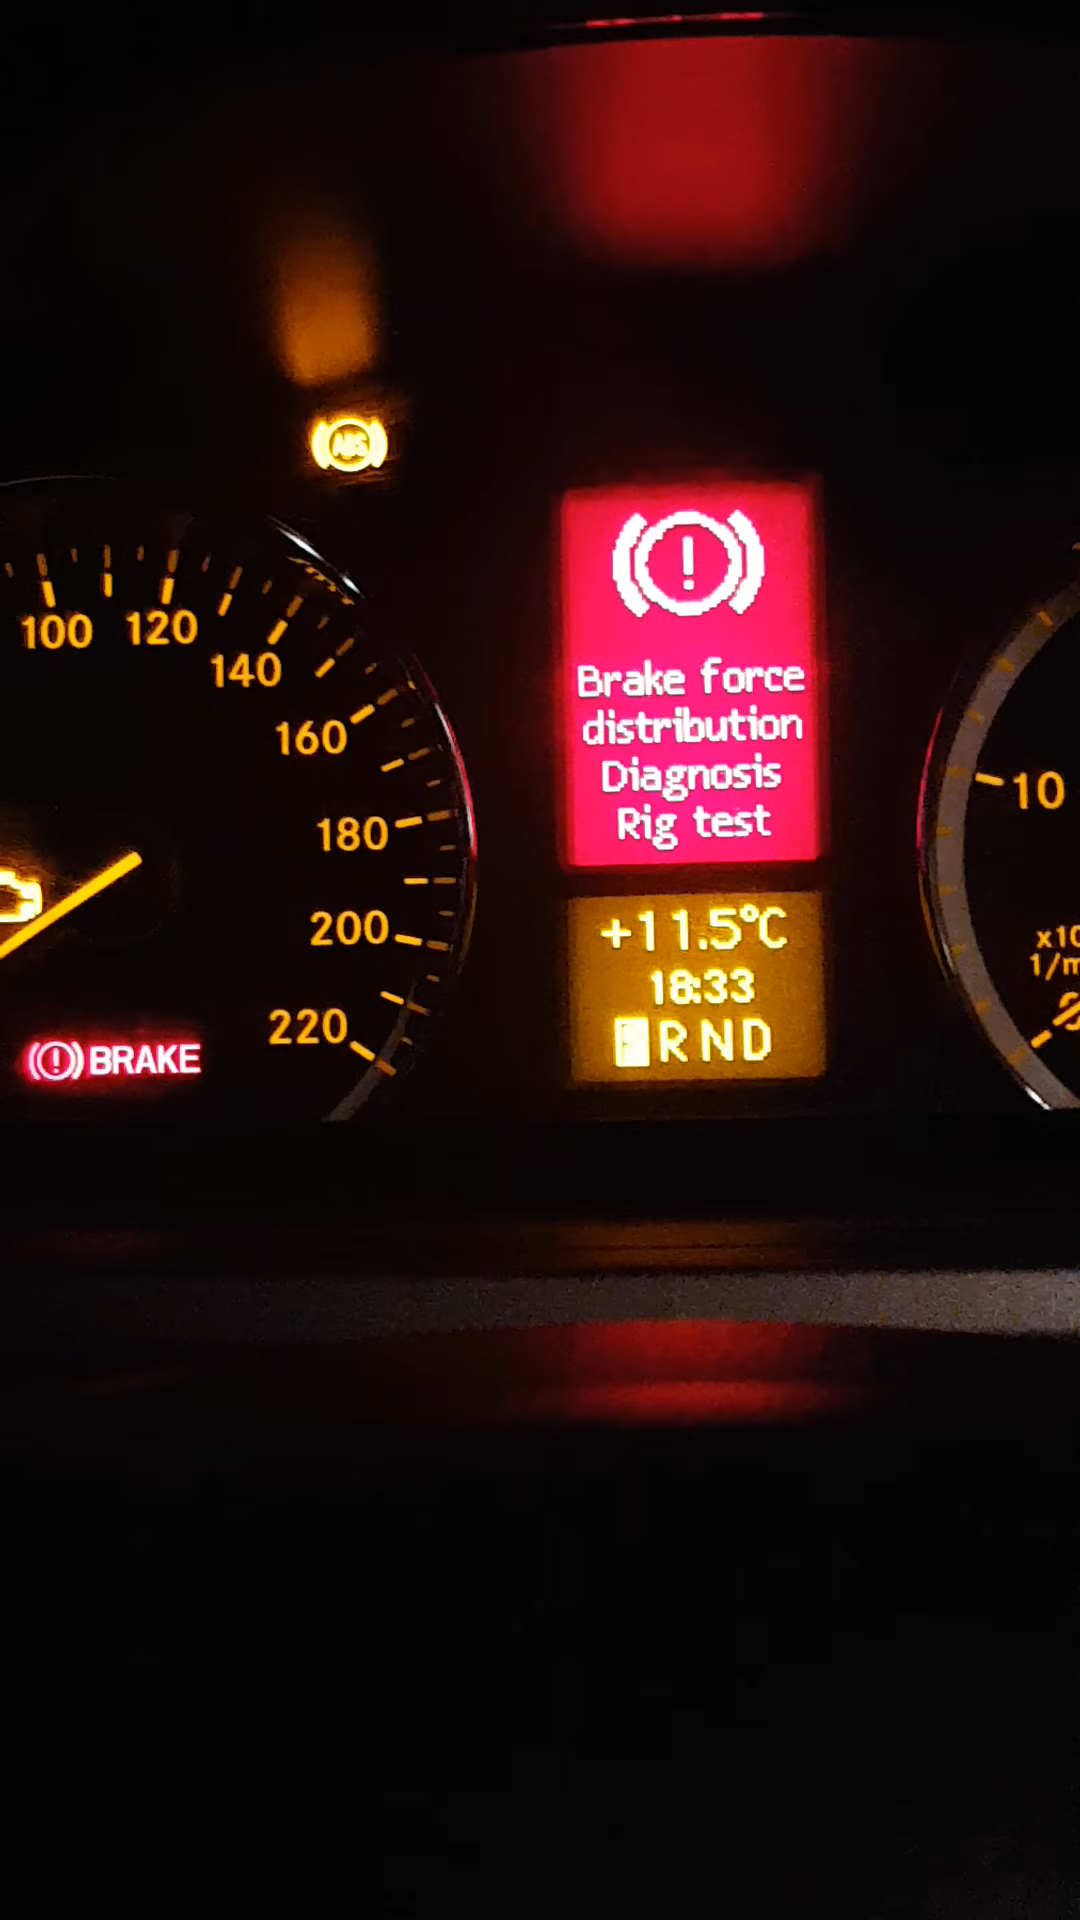 ABS
100
120
140
160
180
200
220
BRAKE
Brake force
distribution
Diagnosis
Rig test
+11.5°C
18:33
P R N D
10